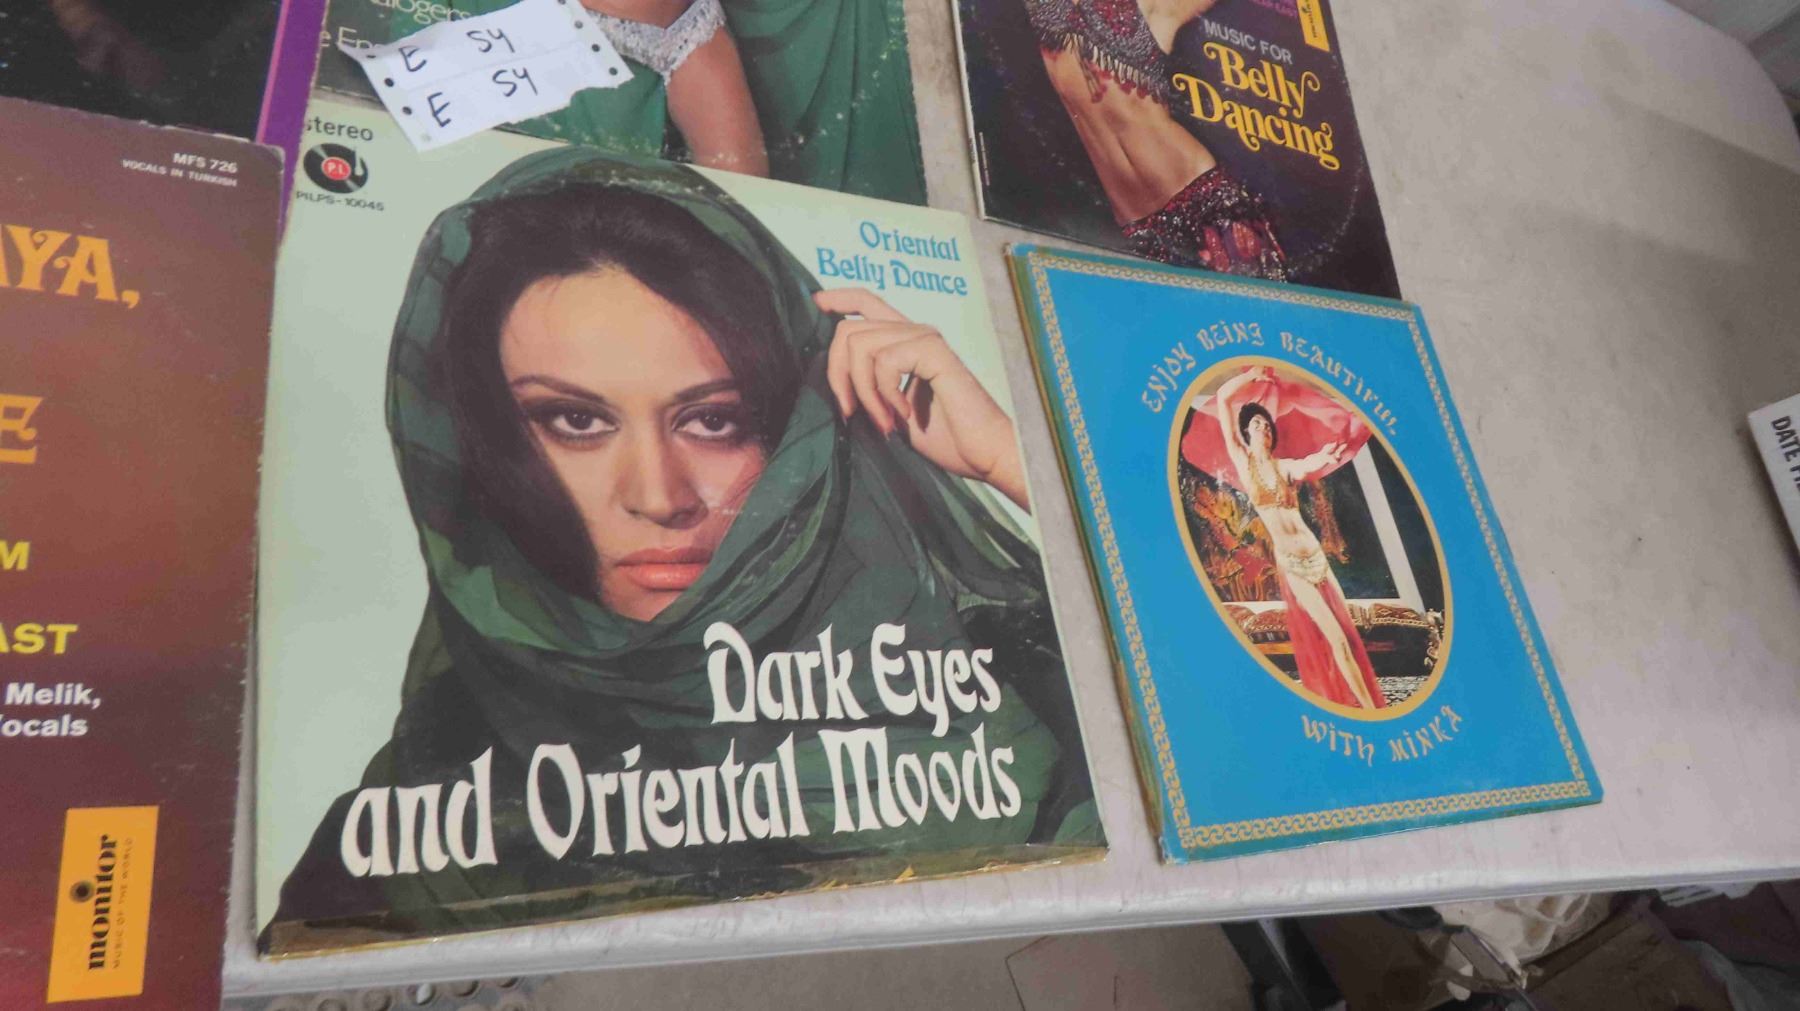 E 54
E 54
MUSIC FOR
Belly
Dancing
MFS 726
VOCALS IN TURKISH
stereo
P.I.
PILPS-10045
Oriental
Belly Dance
Dark Eyes
and Oriental Moods
ENJOY BEING BEAUTIFUL
WITH MINKA
AYA,
E
M
AST
Melik,
Vocals
monitor
MUSIC OF THE WORLD
DATE